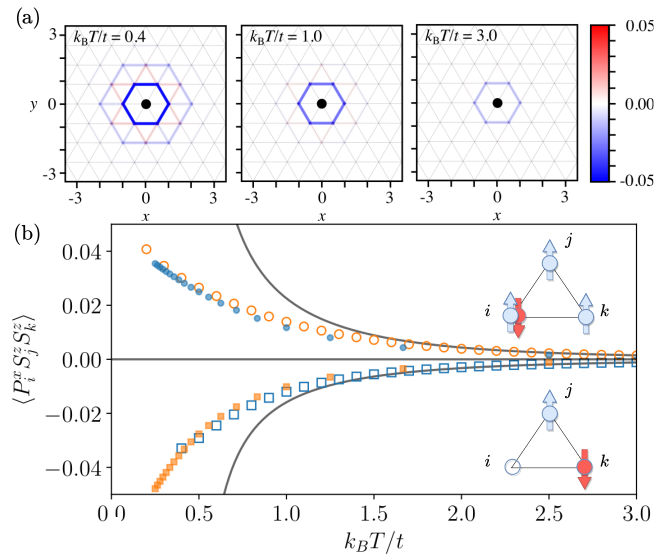 (a)
k_BT/t = 0.4
k_BT/t = 1.0
k_BT/t = 3.0
3
0
-3
y
-3 0 3
-3 0 3
-3 0 3
x
x
x
0.05
0.00
-0.05
(b)
0.04
0.02
0.00
−0.02
−0.04
⟨P_i^x S_j^z S_k^z⟩
j
i
k
j
i
k
0.0 0.5 1.0 1.5 2.0 2.5 3.0
k_BT/t